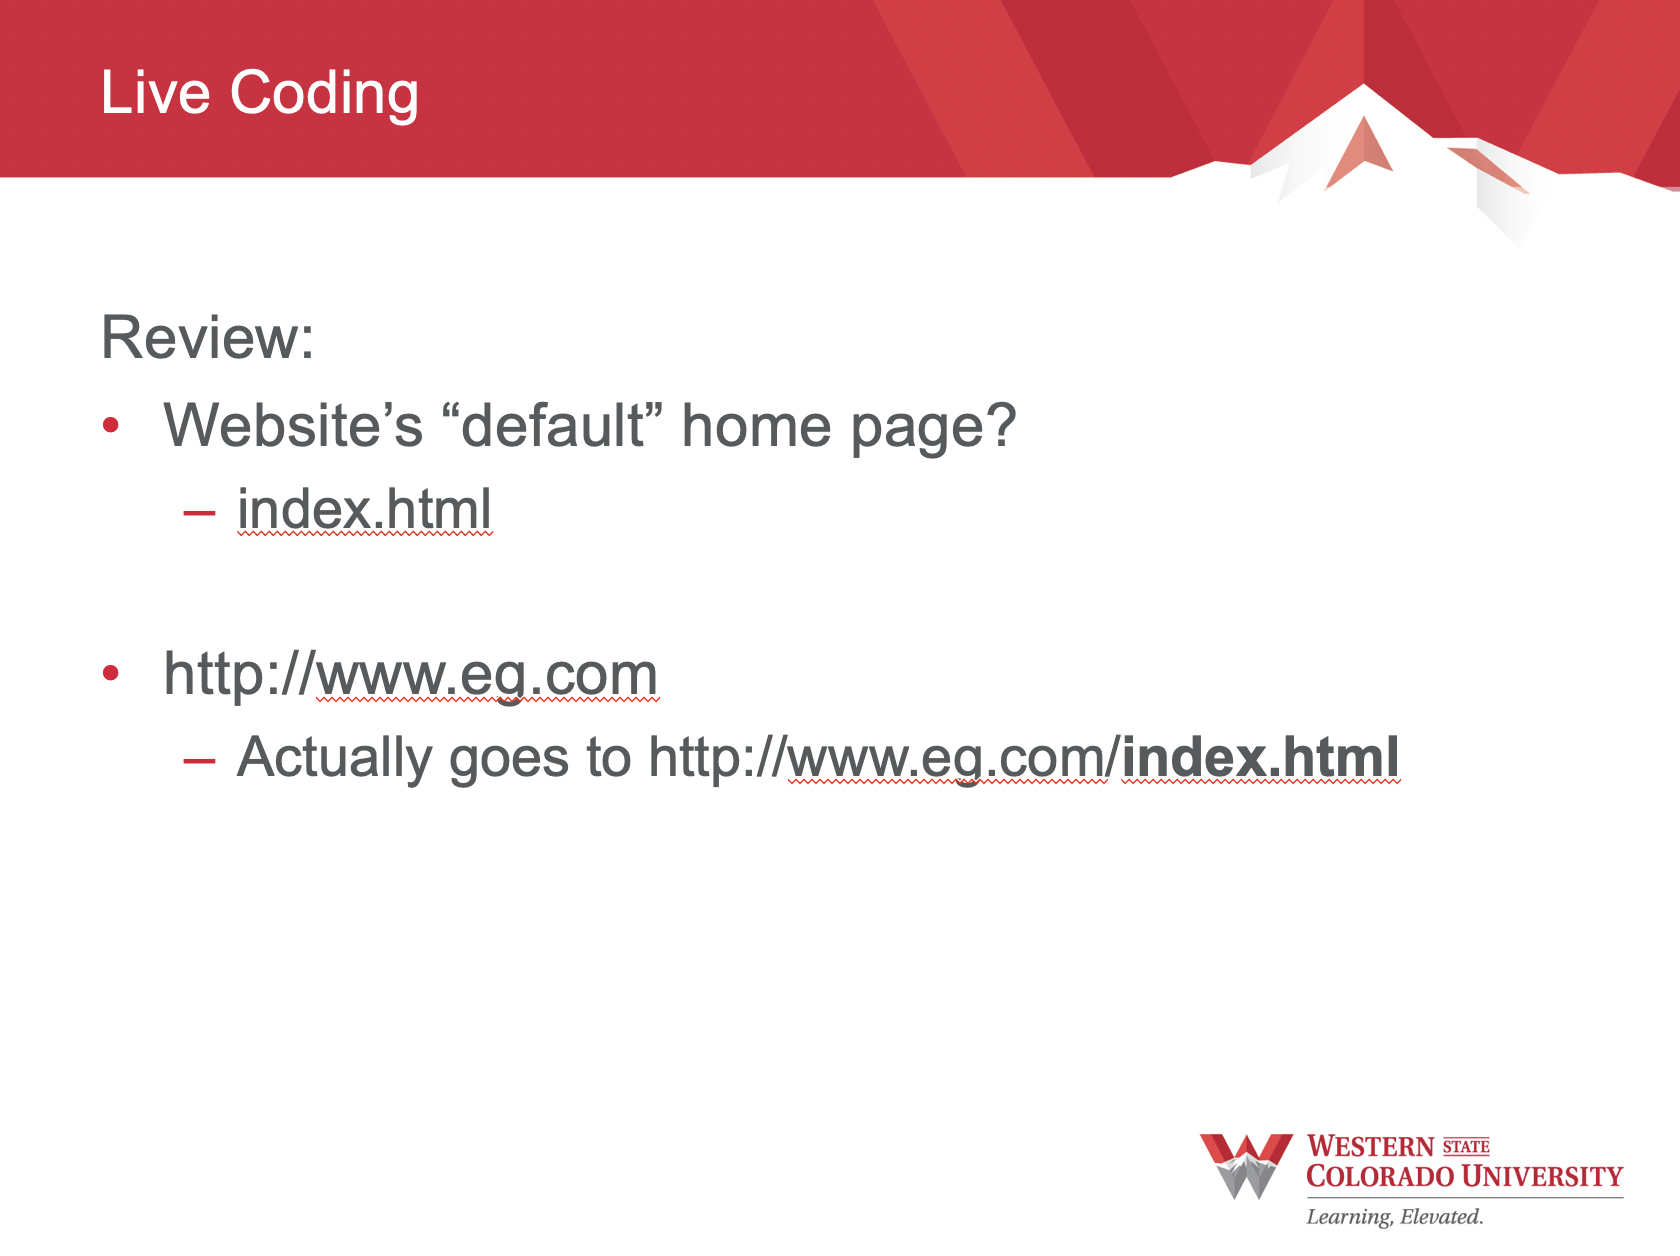 Live Coding
Review:
• Website’s “default” home page?
– index.html
• http://www.eg.com
– Actually goes to http://www.eg.com/index.html
WESTERN STATE
COLORADO UNIVERSITY
Learning, Elevated.